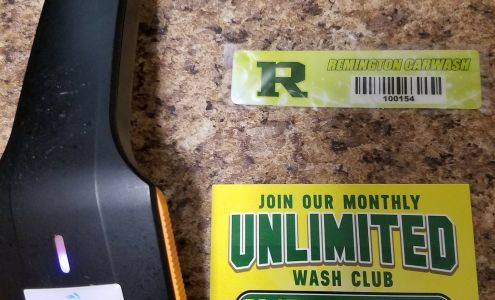 R
REMINGTON CARWASH
100154
JOIN OUR MONTHLY
UNLIMITED
WASH CLUB